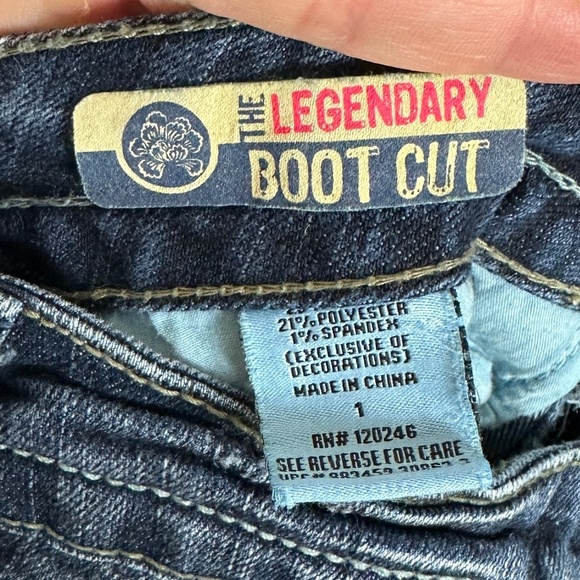 THE LEGENDARY
BOOT CUT
21% POLYESTER
1% SPANDEX
(EXCLUSIVE OF
DECORATIONS)
MADE IN CHINA
1
RN# 120246
SEE REVERSE FOR CARE